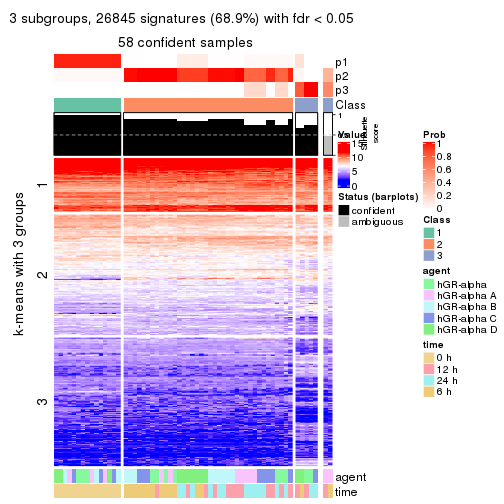 3 subgroups, 26845 signatures (68.9%) with fdr < 0.05
58 confident samples
p1
p2
p3
Class
1
Silhouette
score
k-means with 3 groups
1
2
3
Value
15
10
5
0
Status (barplots)
confident
ambiguous
Prob
1
0.8
0.6
0.4
0.2
0
Class
1
2
3
agent
hGR-alpha
hGR-alpha A
hGR-alpha B
hGR-alpha C
hGR-alpha D
time
0 h
12 h
24 h
6 h
agent
time